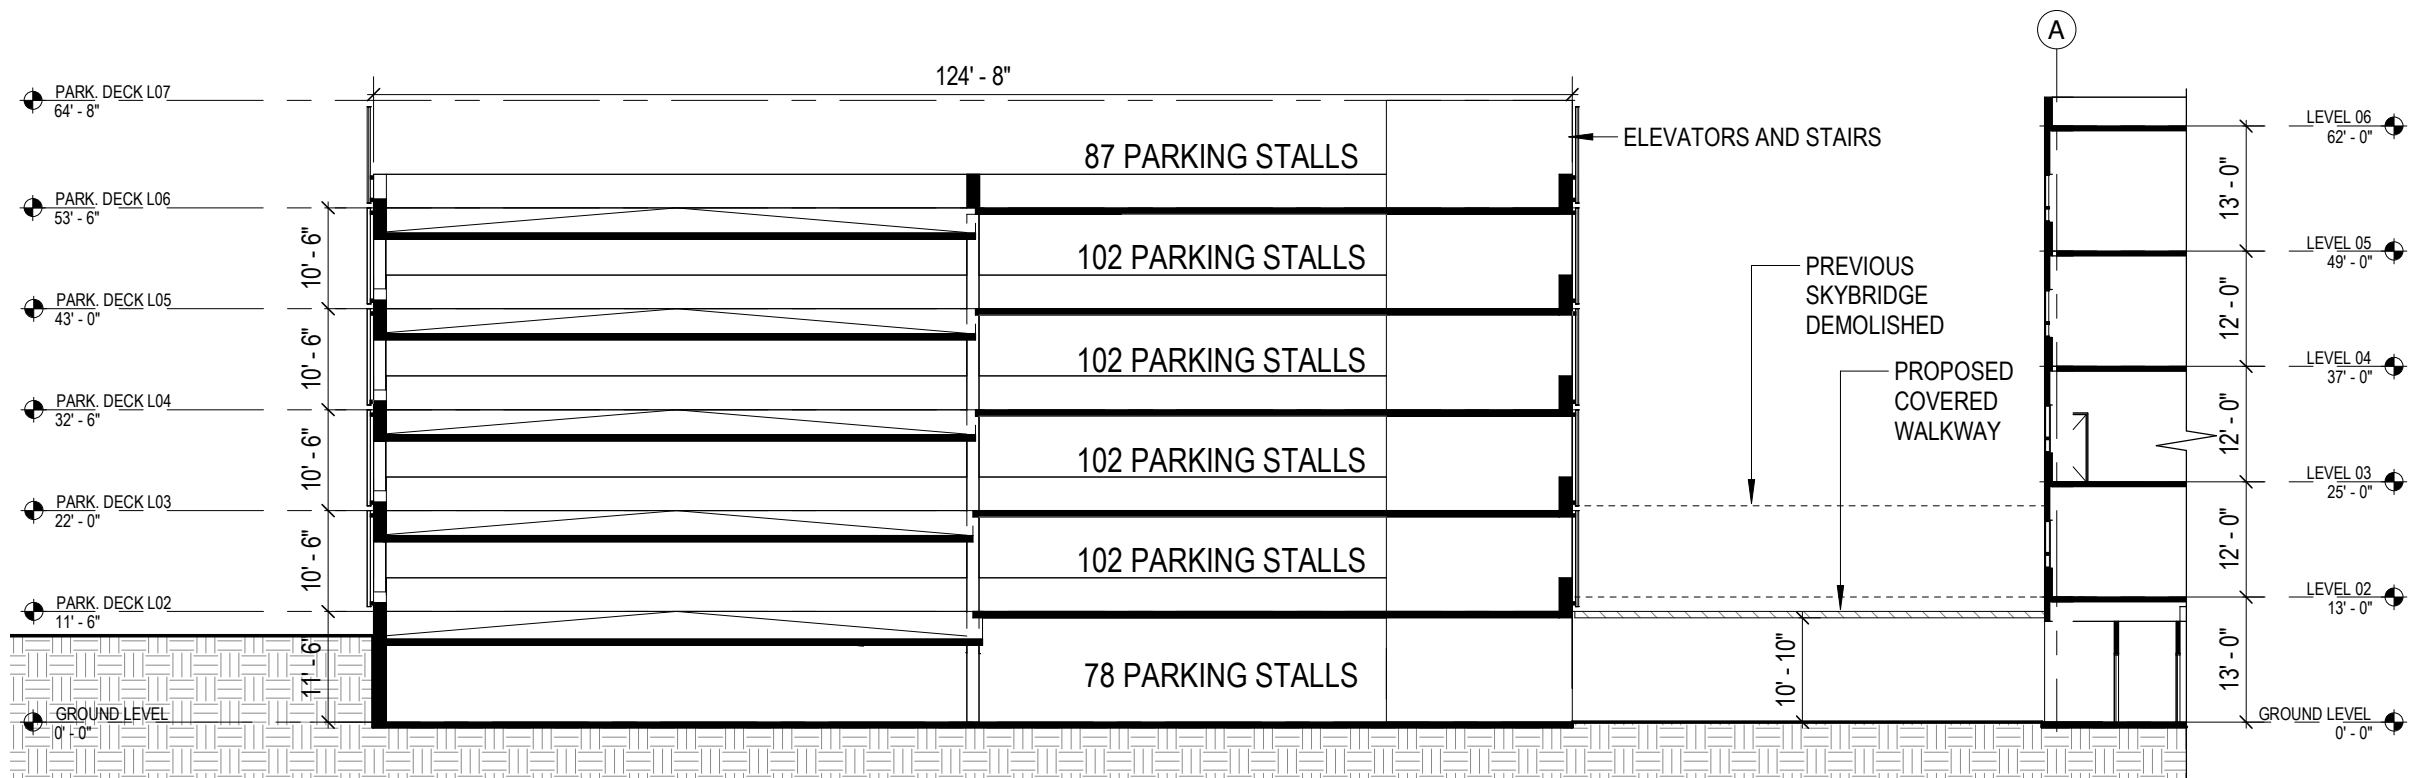 A
124' - 8"
PARK. DECK L07
64' - 8"
PARK. DECK L06
53' - 6"
PARK. DECK L05
43' - 0"
PARK. DECK L04
32' - 6"
PARK. DECK L03
22' - 0"
PARK. DECK L02
11' - 6"
GROUND LEVEL
0' - 0"
10' - 6"
10' - 6"
10' - 6"
10' - 6"
11' - 6"
87 PARKING STALLS
102 PARKING STALLS
102 PARKING STALLS
102 PARKING STALLS
102 PARKING STALLS
78 PARKING STALLS
ELEVATORS AND STAIRS
PREVIOUS
SKYBRIDGE
DEMOLISHED
PROPOSED
COVERED
WALKWAY
10' - 10"
13' - 0"
12' - 0"
12' - 0"
12' - 0"
13' - 0"
LEVEL 06
62' - 0"
LEVEL 05
49' - 0"
LEVEL 04
37' - 0"
LEVEL 03
25' - 0"
LEVEL 02
13' - 0"
GROUND LEVEL
0' - 0"